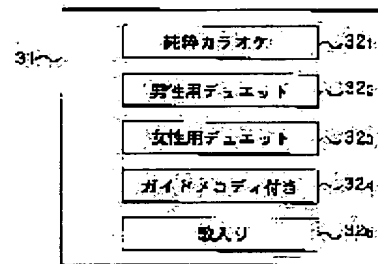 純粋カラオケ 321
31 男性用デュエット 322
女性用デュエット 323
ガイドメロディ付き 324
歌入り 325